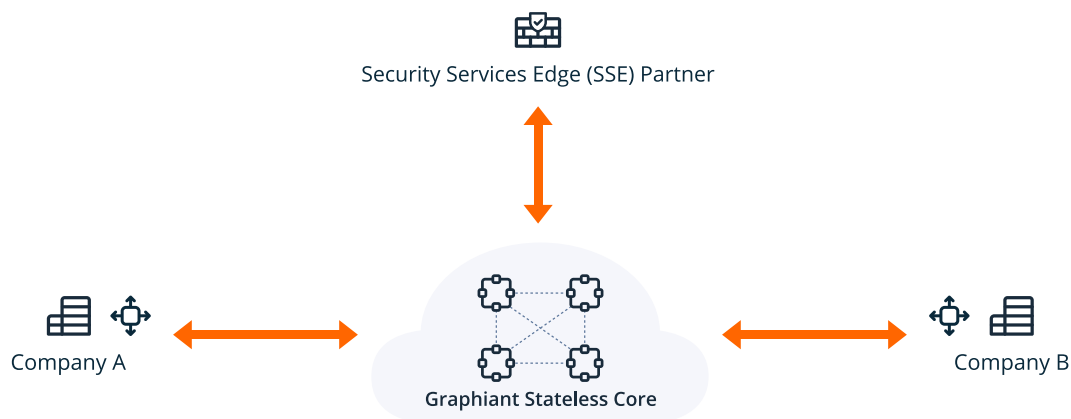 Security Services Edge (SSE) Partner
Company A
Company B
Graphiant Stateless Core